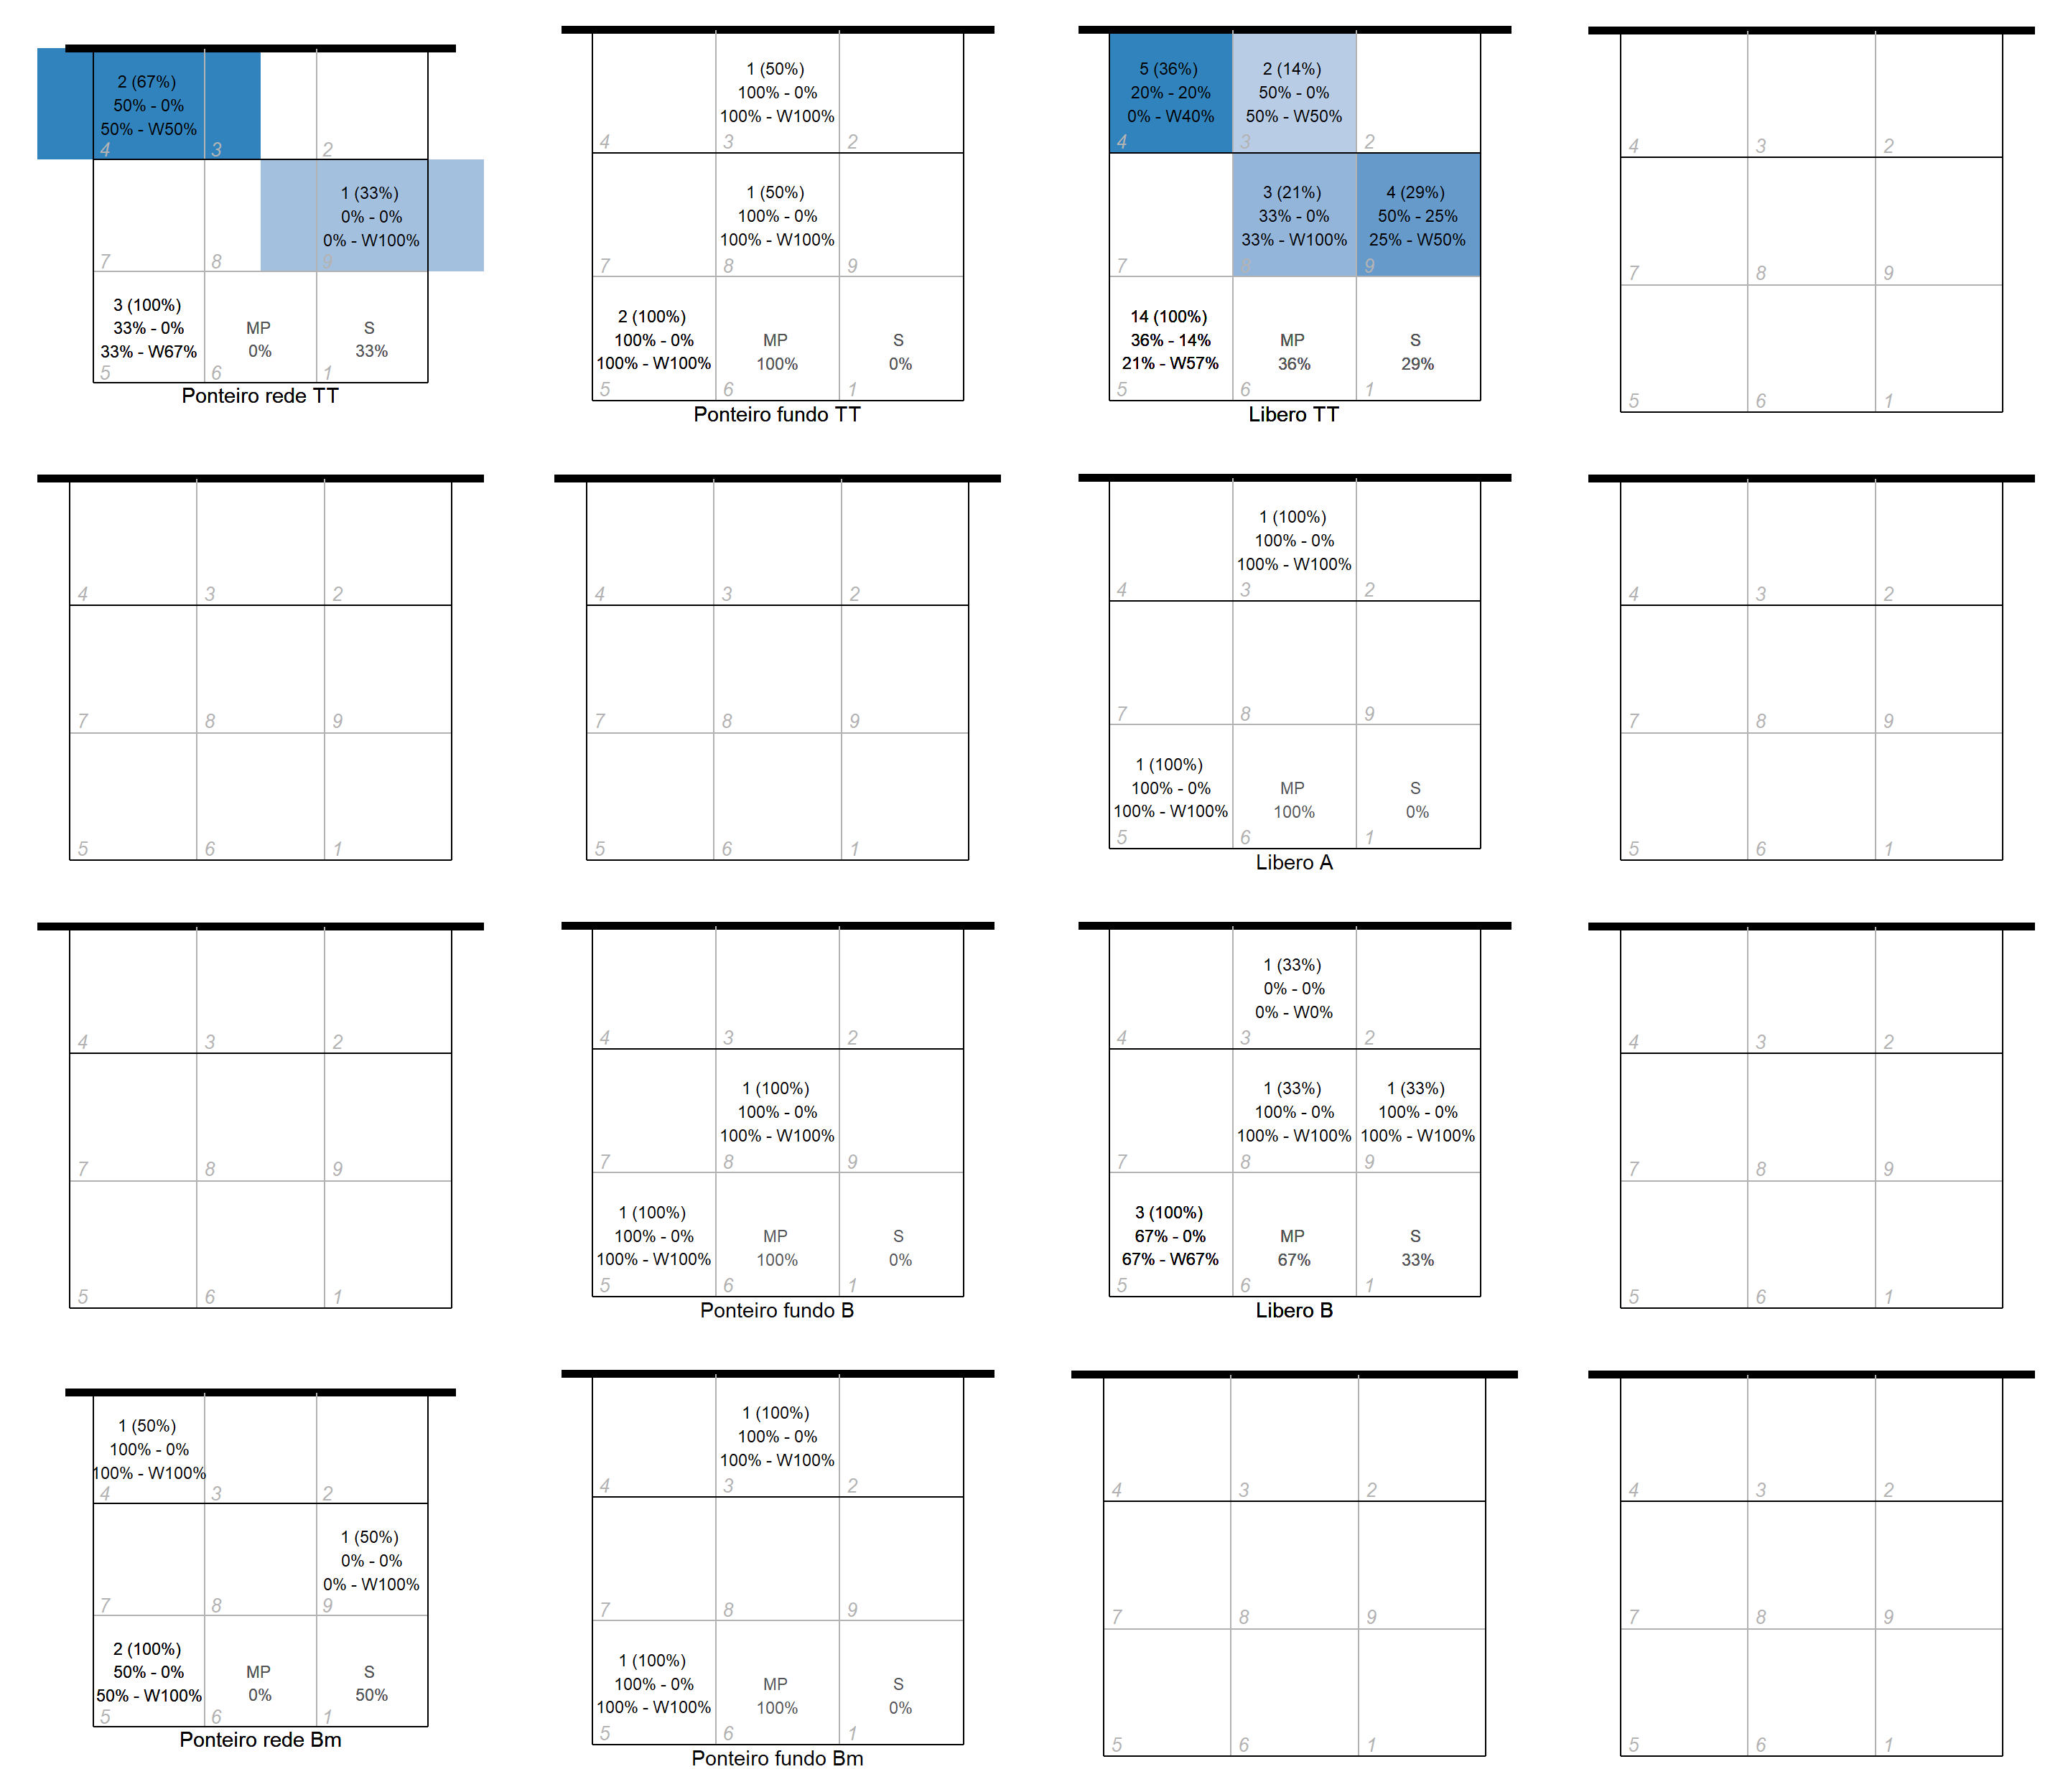 2 (67%)
50% - 0%
50% - W50%
4 3 2
1 (33%)
0% - 0%
0% - W100%
7 8 9
3 (100%)
33% - 0% MP S
33% - W67% 0% 33%
5 6 1
Ponteiro rede TT
1 (50%)
100% - 0%
100% - W100%
4 3 2
1 (50%)
100% - 0%
100% - W100%
7 8 9
2 (100%)
100% - 0% MP S
100% - W100% 100% 0%
5 6 1
Ponteiro fundo TT
5 (36%) 2 (14%)
20% - 20% 50% - 0%
0% - W40% 50% - W50%
4 3 2
3 (21%) 4 (29%)
33% - 0% 50% - 25%
33% - W100% 25% - W50%
7 8 9
14 (100%)
36% - 14% MP S
21% - W57% 36% 29%
5 6 1
Libero TT
4 3 2
7 8 9
5 6 1
4 3 2
7 8 9
5 6 1
4 3 2
7 8 9
5 6 1
1 (100%)
100% - 0%
100% - W100%
4 3 2
7 8 9
1 (100%)
100% - 0% MP S
100% - W100% 100% 0%
5 6 1
Libero A
4 3 2
7 8 9
5 6 1
4 3 2
7 8 9
5 6 1
4 3 2
1 (100%)
100% - 0%
100% - W100%
7 8 9
1 (100%)
100% - 0% MP S
100% - W100% 100% 0%
5 6 1
Ponteiro fundo B
1 (33%)
0% - 0%
0% - W0%
4 3 2
1 (33%) 1 (33%)
100% - 0% 100% - 0%
100% - W100% 100% - W100%
7 8 9
3 (100%)
67% - 0% MP S
67% - W67% 67% 33%
5 6 1
Libero B
4 3 2
7 8 9
5 6 1
1 (50%)
100% - 0%
100% - W100%
4 3 2
1 (50%)
0% - 0%
0% - W100%
7 8 9
2 (100%)
50% - 0% MP S
50% - W100% 0% 50%
5 6 1
Ponteiro rede Bm
1 (100%)
100% - 0%
100% - W100%
4 3 2
7 8 9
1 (100%)
100% - 0% MP S
100% - W100% 100% 0%
5 6 1
Ponteiro fundo Bm
4 3 2
7 8 9
5 6 1
4 3 2
7 8 9
5 6 1